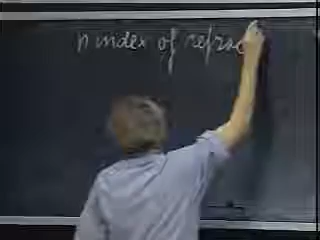 n index of refrac